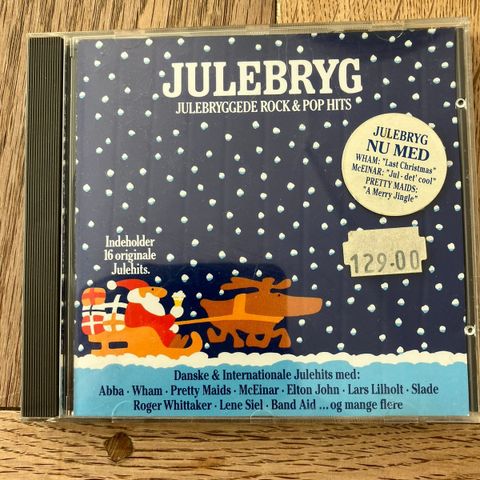 JULEBRYG
JULEBRYGGEDE ROCK & POP HITS
JULEBRYG
NU MED
WHAM: "Last Christmas"
McEINAR: "Jul - det' cool"
PRETTY MAIDS:
"A Merry Jingle"
129.00
Indeholder
16 originale
Julehits.
Danske & Internationale Julehits med:
Abba · Wham · Pretty Maids · McEinar · Elton John · Lars Lilholt · Slade
Roger Whittaker · Lene Siel · Band Aid ... og mange flere